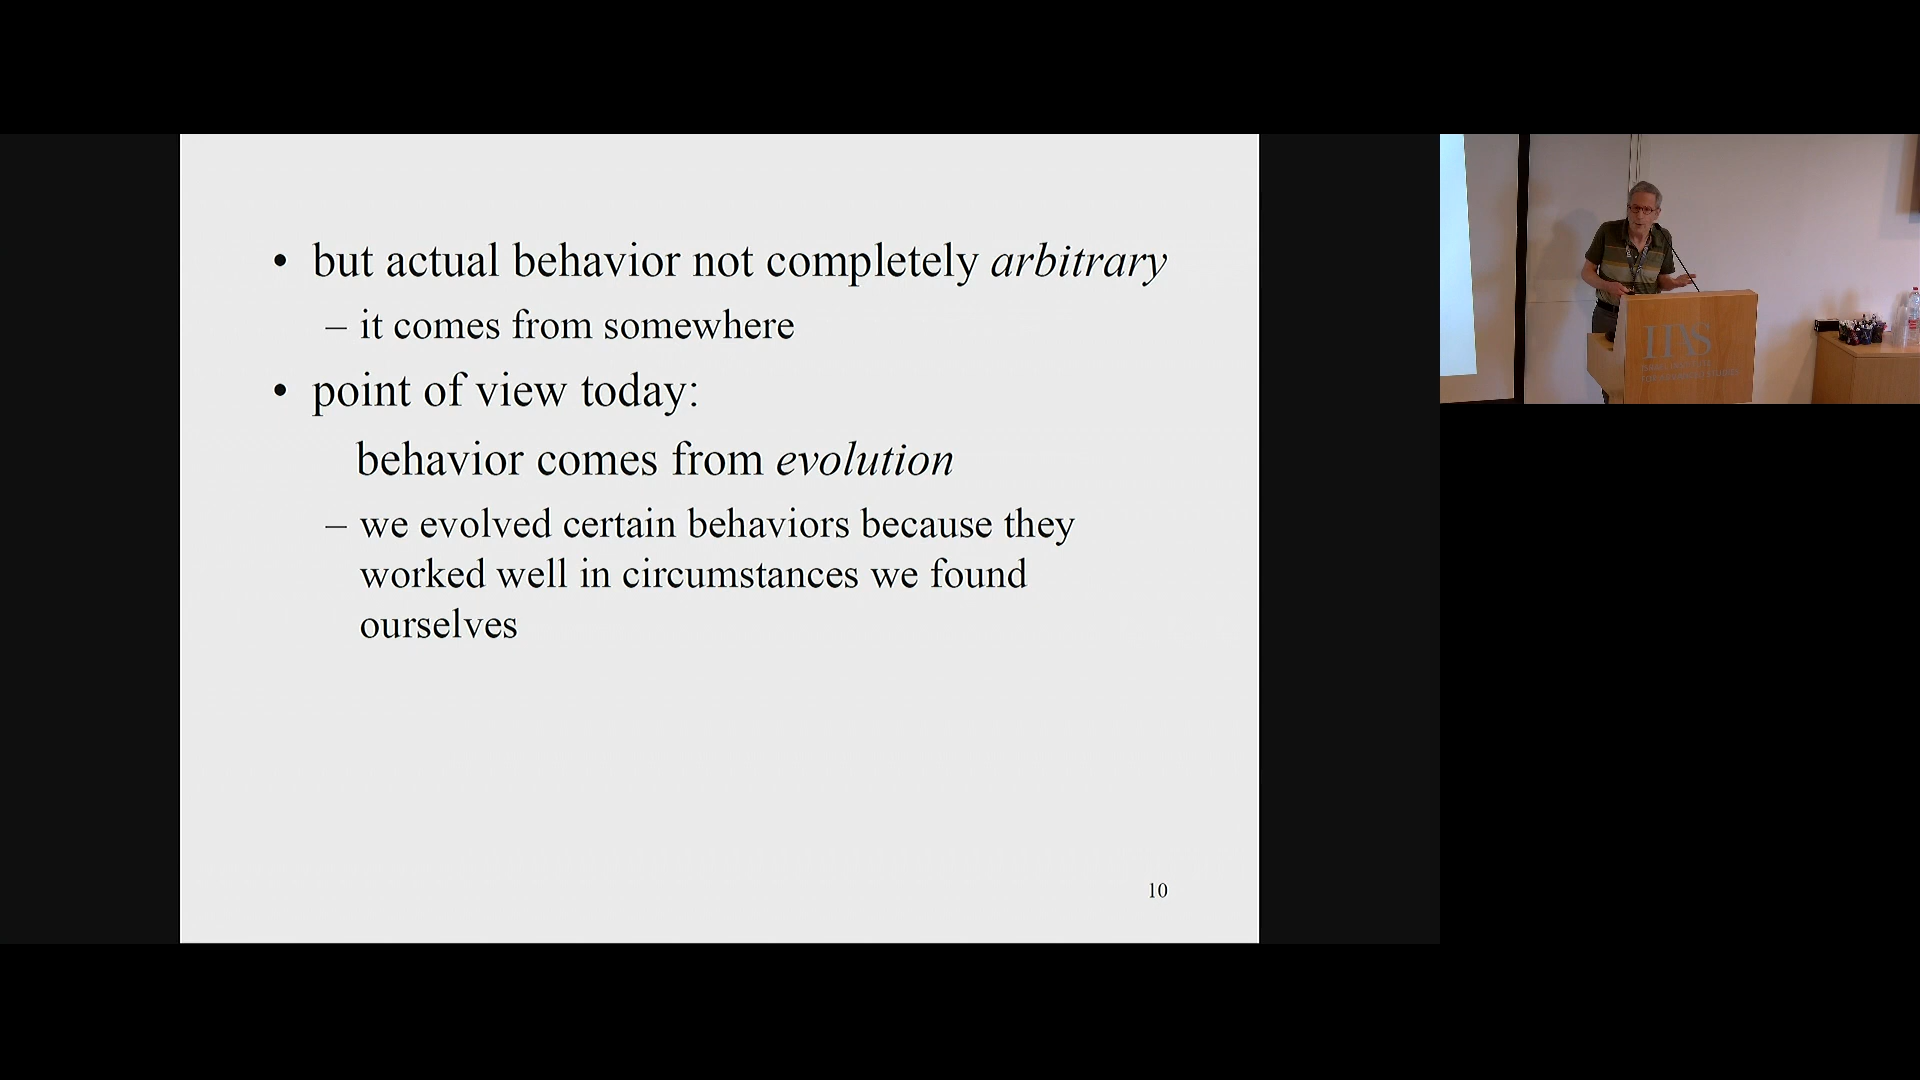 • but actual behavior not completely arbitrary
– it comes from somewhere
• point of view today:
behavior comes from evolution
– we evolved certain behaviors because they
worked well in circumstances we found
ourselves
10
IIAS